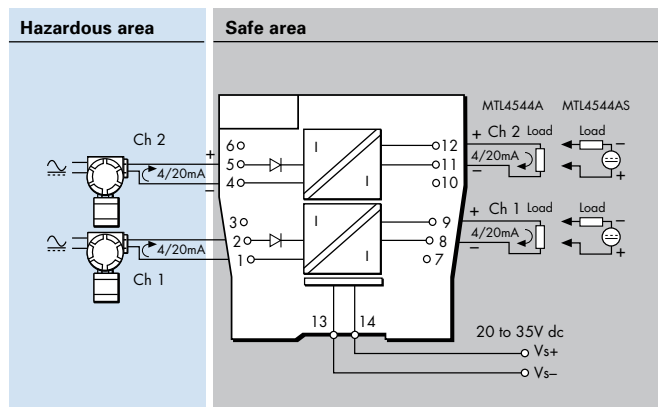 Hazardous area
Safe area
MTL4544A
MTL4544AS
Ch 2
+
4/20mA
–
6
5
4
I
I
12
11
10
+ Ch 2 Load
4/20mA
–
Load
–
+
4/20mA
Ch 1
3
2
1
I
I
9
8
7
+ Ch 1 Load
4/20mA
–
Load
–
+
13
14
20 to 35V dc
Vs+
Vs–